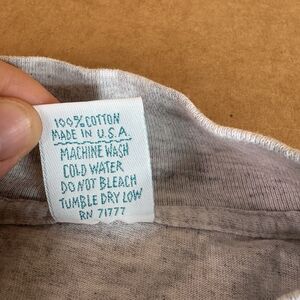 100% COTTON
MADE IN U.S.A.
MACHINE WASH
COLD WATER
DO NOT BLEACH
TUMBLE DRY LOW
RN 71777